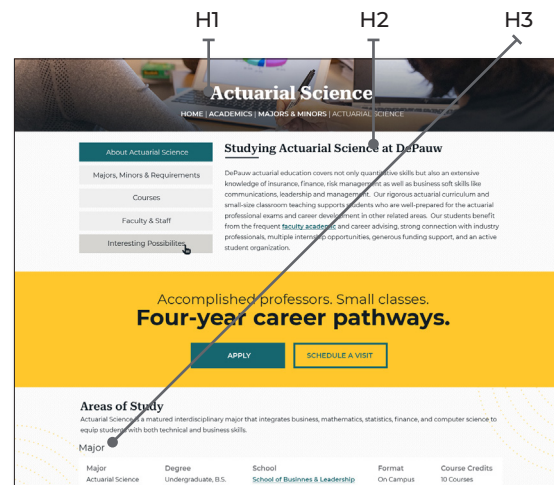 H1 H2 H3
Actuarial Science
HOME | ACADEMICS | MAJORS & MINORS | ACTUARIAL SCIENCE
About Actuarial Science
Majors, Minors & Requirements
Courses
Faculty & Staff
Interesting Possibilites
Studying Actuarial Science at DePauw
DePauw actuarial education covers not only quantitative skills but also an extensive
knowledge of insurance, finance, risk management as well as business soft skills like
communications, leadership and management. Our rigorous actuarial curriculum and
small-size classroom teaching supports students who are well-prepared for the actuarial
professional exams and career development in other related areas. Our students benefit
from the frequent faculty academic and career advising, strong connection with industry
professionals, multiple internship opportunities, generous funding support, and an active
student organization.
Accomplished professors. Small classes.
Four-year career pathways.
APPLY
SCHEDULE A VISIT
Areas of Study
Actuarial Science is a matured interdisciplinary major that integrates business, mathematics, statistics, finance, and computer science to
equip students with both technical and business skills.
Major
Major Degree School Format Course Credits
Actuarial Science Undergraduate, B.S. School of Businnes & Leadership On Campus 10 Courses